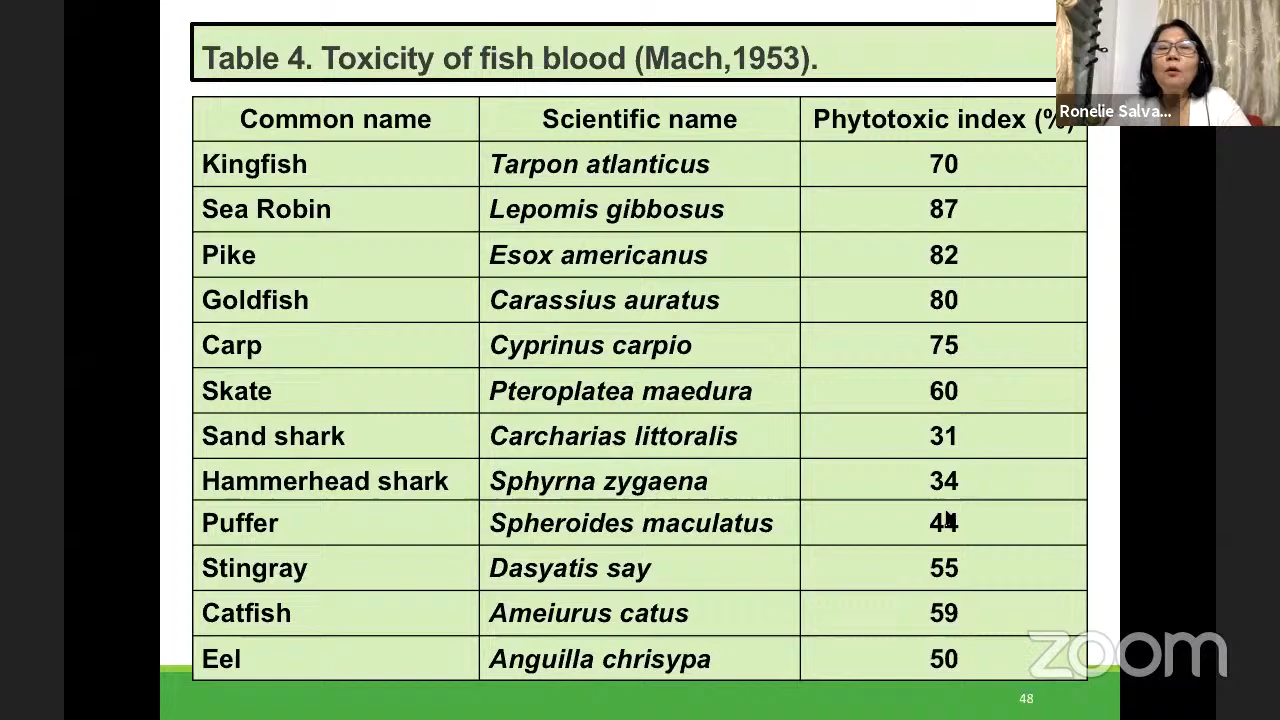 Table 4. Toxicity of fish blood (Mach,1953).
Ronelie Salva...
Common name Scientific name Phytotoxic index (%)
Kingfish Tarpon atlanticus 70
Sea Robin Lepomis gibbosus 87
Pike Esox americanus 82
Goldfish Carassius auratus 80
Carp Cyprinus carpio 75
Skate Pteroplatea maedura 60
Sand shark Carcharias littoralis 31
Hammerhead shark Sphyrna zygaena 34
Puffer Spheroides maculatus 44
Stingray Dasyatis say 55
Catfish Ameiurus catus 59
Eel Anguilla chrisypa 50
zoom
48